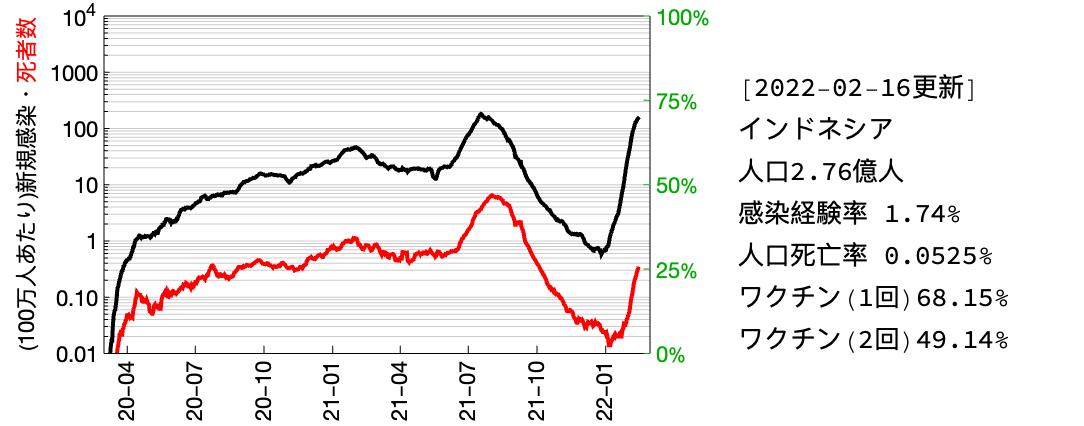 (100万人あたり)新規感染・死者数
10^4
1000
100
10
1
0.10
0.01
100%
75%
50%
25%
0%
20-04
20-07
20-10
21-01
21-04
21-07
21-10
22-01
[2022-02-16更新]
インドネシア
人口2.76億人
感染経験率 1.74%
人口死亡率 0.0525%
ワクチン(1回)68.15%
ワクチン(2回)49.14%